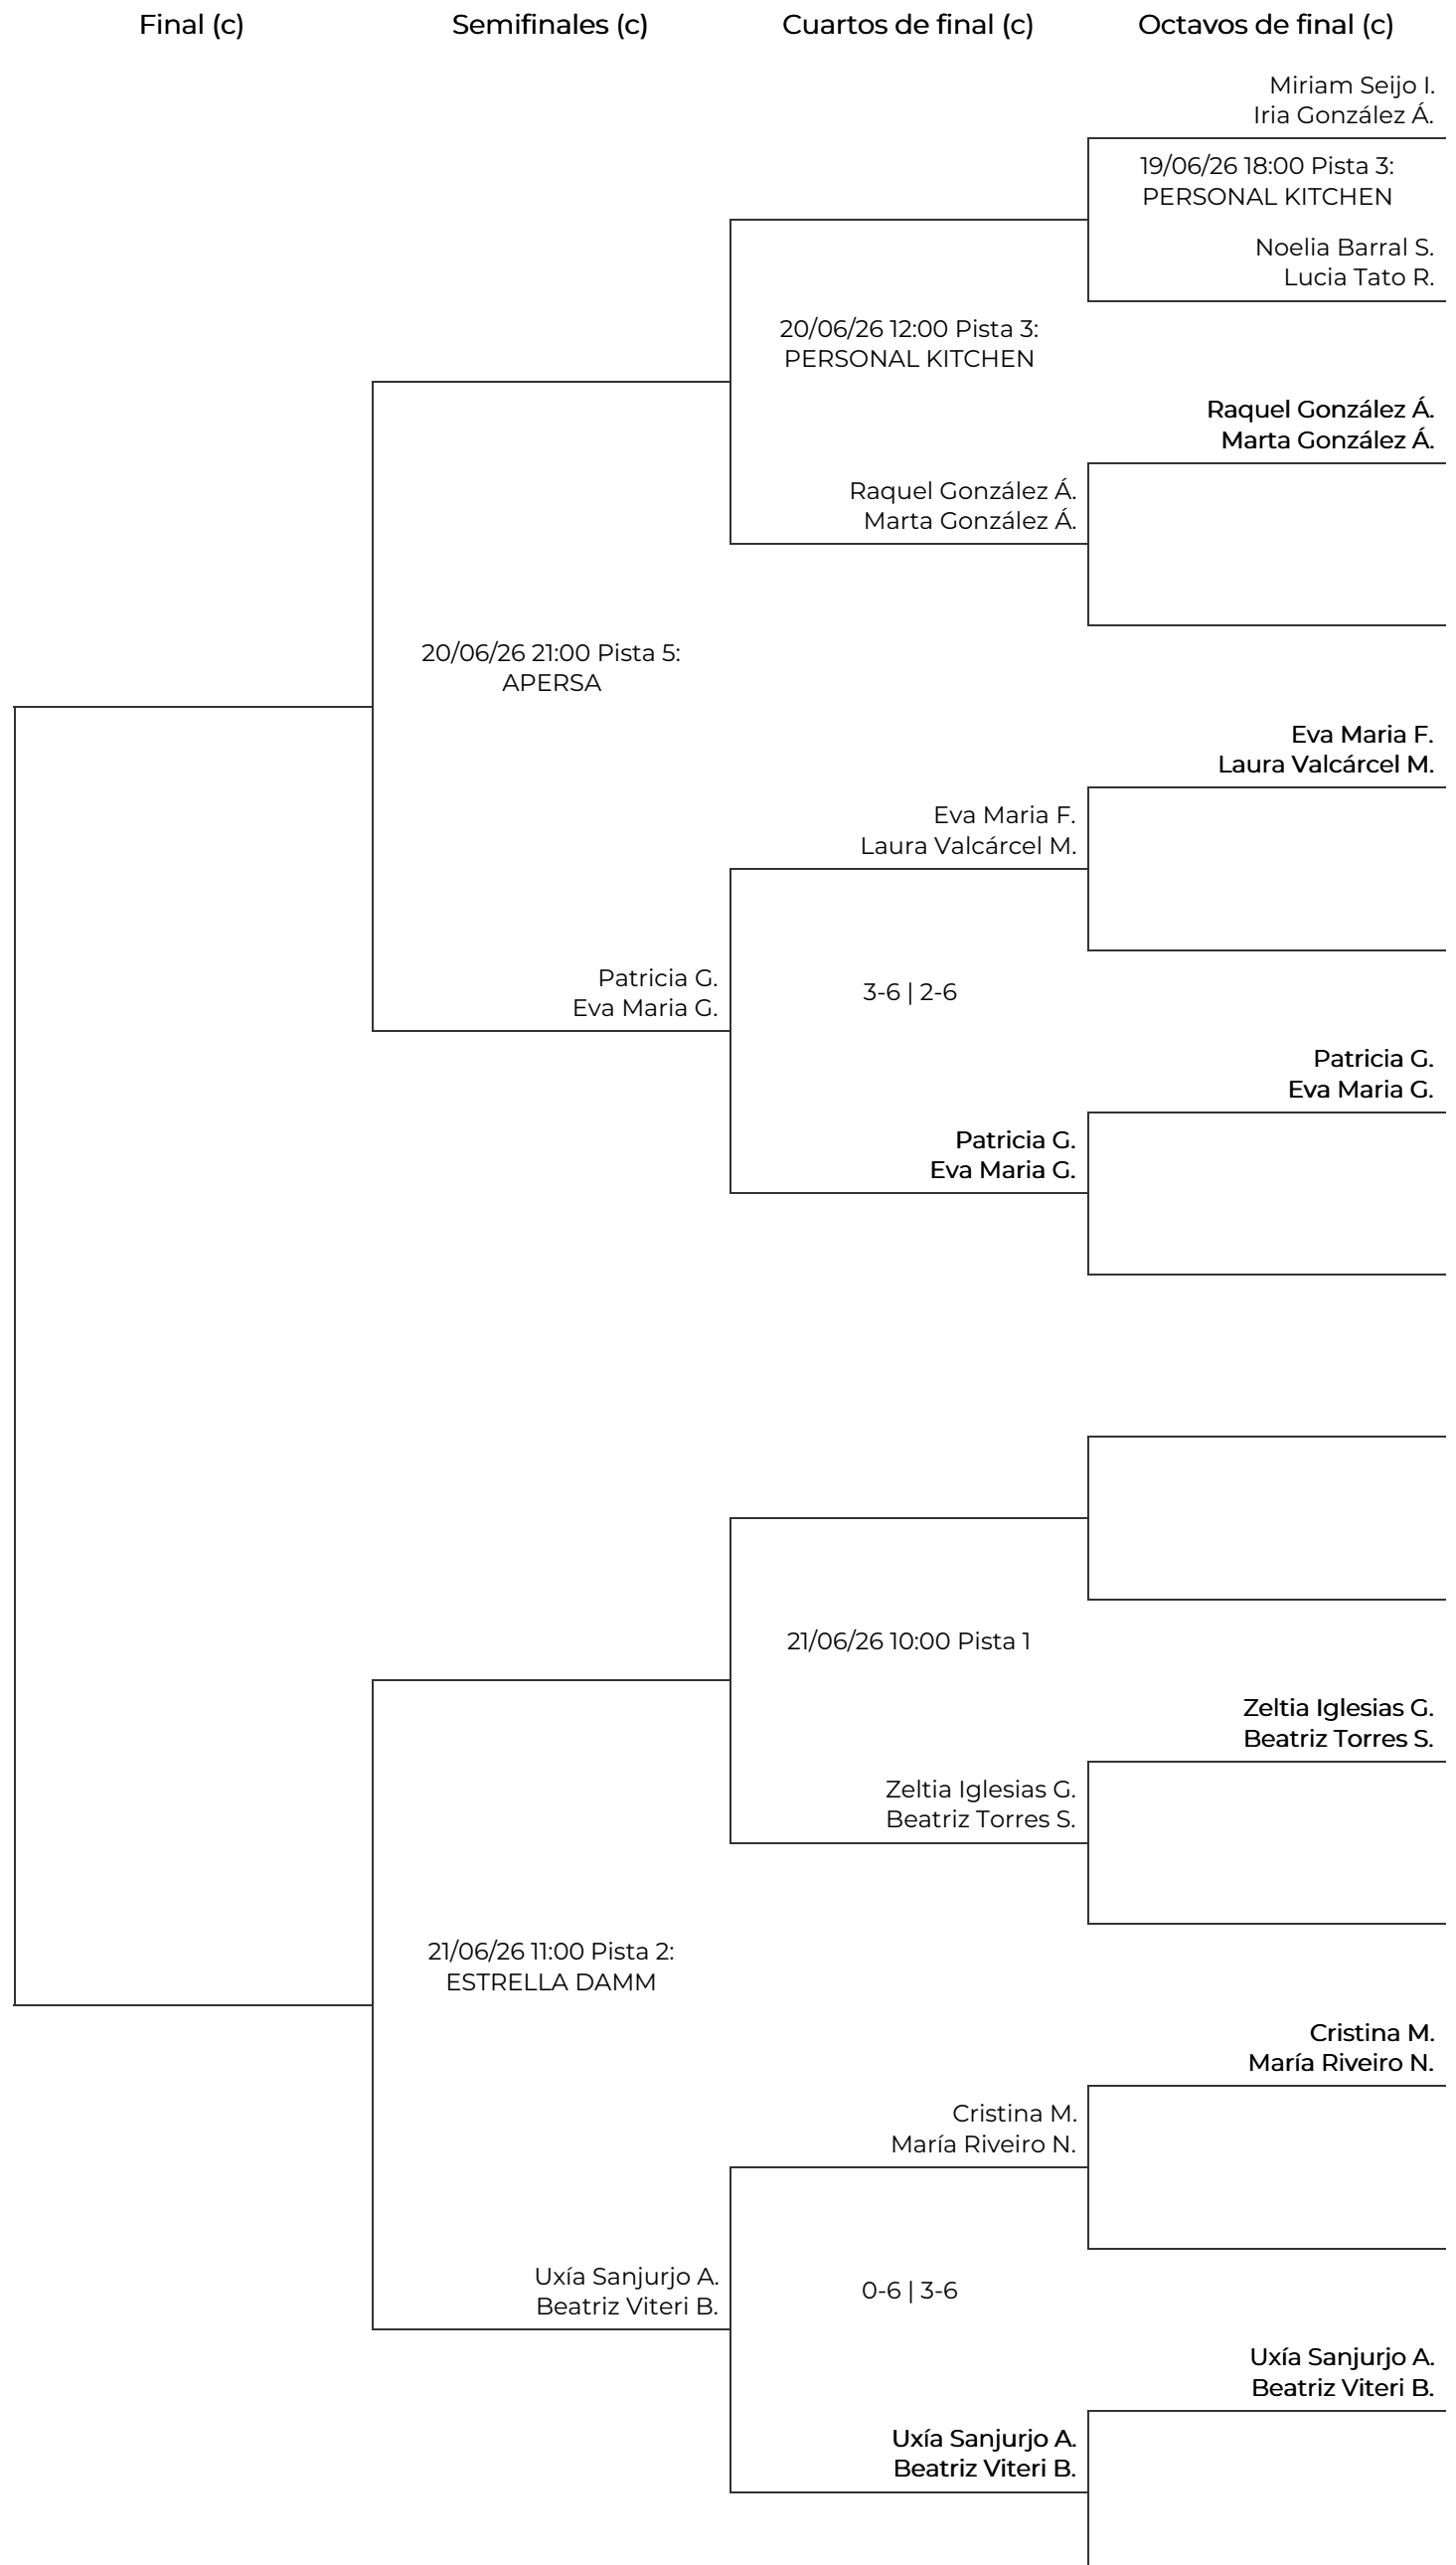 Final (c)
Semifinales (c)
Cuartos de final (c)
Octavos de final (c)
Miriam Seijo I.
Iria González Á.
19/06/26 18:00 Pista 3:
PERSONAL KITCHEN
Noelia Barral S.
Lucia Tato R.
20/06/26 12:00 Pista 3:
PERSONAL KITCHEN
Raquel González Á.
Marta González Á.
Raquel González Á.
Marta González Á.
20/06/26 21:00 Pista 5:
APERSA
Eva Maria F.
Laura Valcárcel M.
Eva Maria F.
Laura Valcárcel M.
Patricia G.
Eva Maria G.
3-6 | 2-6
Patricia G.
Eva Maria G.
Patricia G.
Eva Maria G.
21/06/26 10:00 Pista 1
Zeltia Iglesias G.
Beatriz Torres S.
Zeltia Iglesias G.
Beatriz Torres S.
21/06/26 11:00 Pista 2:
ESTRELLA DAMM
Cristina M.
María Riveiro N.
Cristina M.
María Riveiro N.
Uxía Sanjurjo A.
Beatriz Viteri B.
0-6 | 3-6
Uxía Sanjurjo A.
Beatriz Viteri B.
Uxía Sanjurjo A.
Beatriz Viteri B.